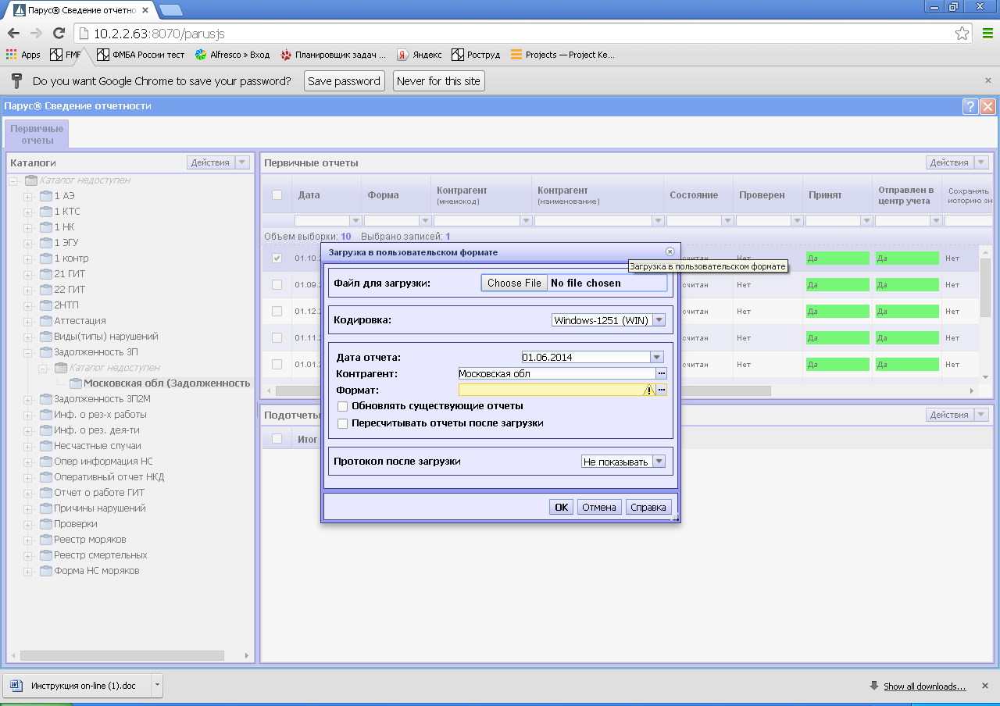 Парус® Сведение отчетно
10.2.2.63:8070/parusjs
Apps
ФМБА России тест
Alfresco » Вход
Планировщик задач ...
Яндекс
Роструд
Projects — Project Ke...
Do you want Google Chrome to save your password?
Save password
Never for this site
Парус® Сведение отчетности
Первичные
отчеты
Каталоги
Действия
Каталог недоступен
1 АЭ
1 КТС
1 НК
1 ЭГУ
1 контр
21 ГИТ
22 ГИТ
2НТП
Аттестация
Виды(типы) нарушений
Задолженность ЗП
Каталог недоступен
Московская обл (Задолженность
Задолженность ЗП2М
Инф. о рез-х работы
Инф. о рез. дея-ти
Несчастные случаи
Опер информация НС
Оперативный отчет НКД
Отчет о работе ГИТ
Причины нарушений
Проверки
Реестр моряков
Реестр смертельных
Форма НС моряков
Первичные отчеты
Действия
Дата
Форма
Контрагент
(мнемокод)
Контрагент
(наименование)
Состояние
Проверен
Принят
Отправлен в
центр учета
Сохранять
историю зн
Объем выборки: 10 Выбрано записей: 1
01.10.2 считан Нет Да Да Нет
01.09.2 считан Нет Да Да Нет
01.12.2 считан Нет Да Да Нет
01.11.2 считан Нет Да Да Нет
01.01.2 считан Нет Да Да Нет
Подотчеты
Действия
Итог
Загрузка в пользовательском формате
Загрузка в пользовательском формате
Файл для загрузки:
Choose File
No file chosen
Кодировка:
Windows-1251 (WIN)
Дата отчета:
01.06.2014
Контрагент:
Московская обл
Формат:
Обновлять существующие отчеты
Пересчитывать отчеты после загрузки
Протокол после загрузки
Не показывать
ОК
Отмена
Справка
Инструкция on-line (1).doc
Show all downloads...